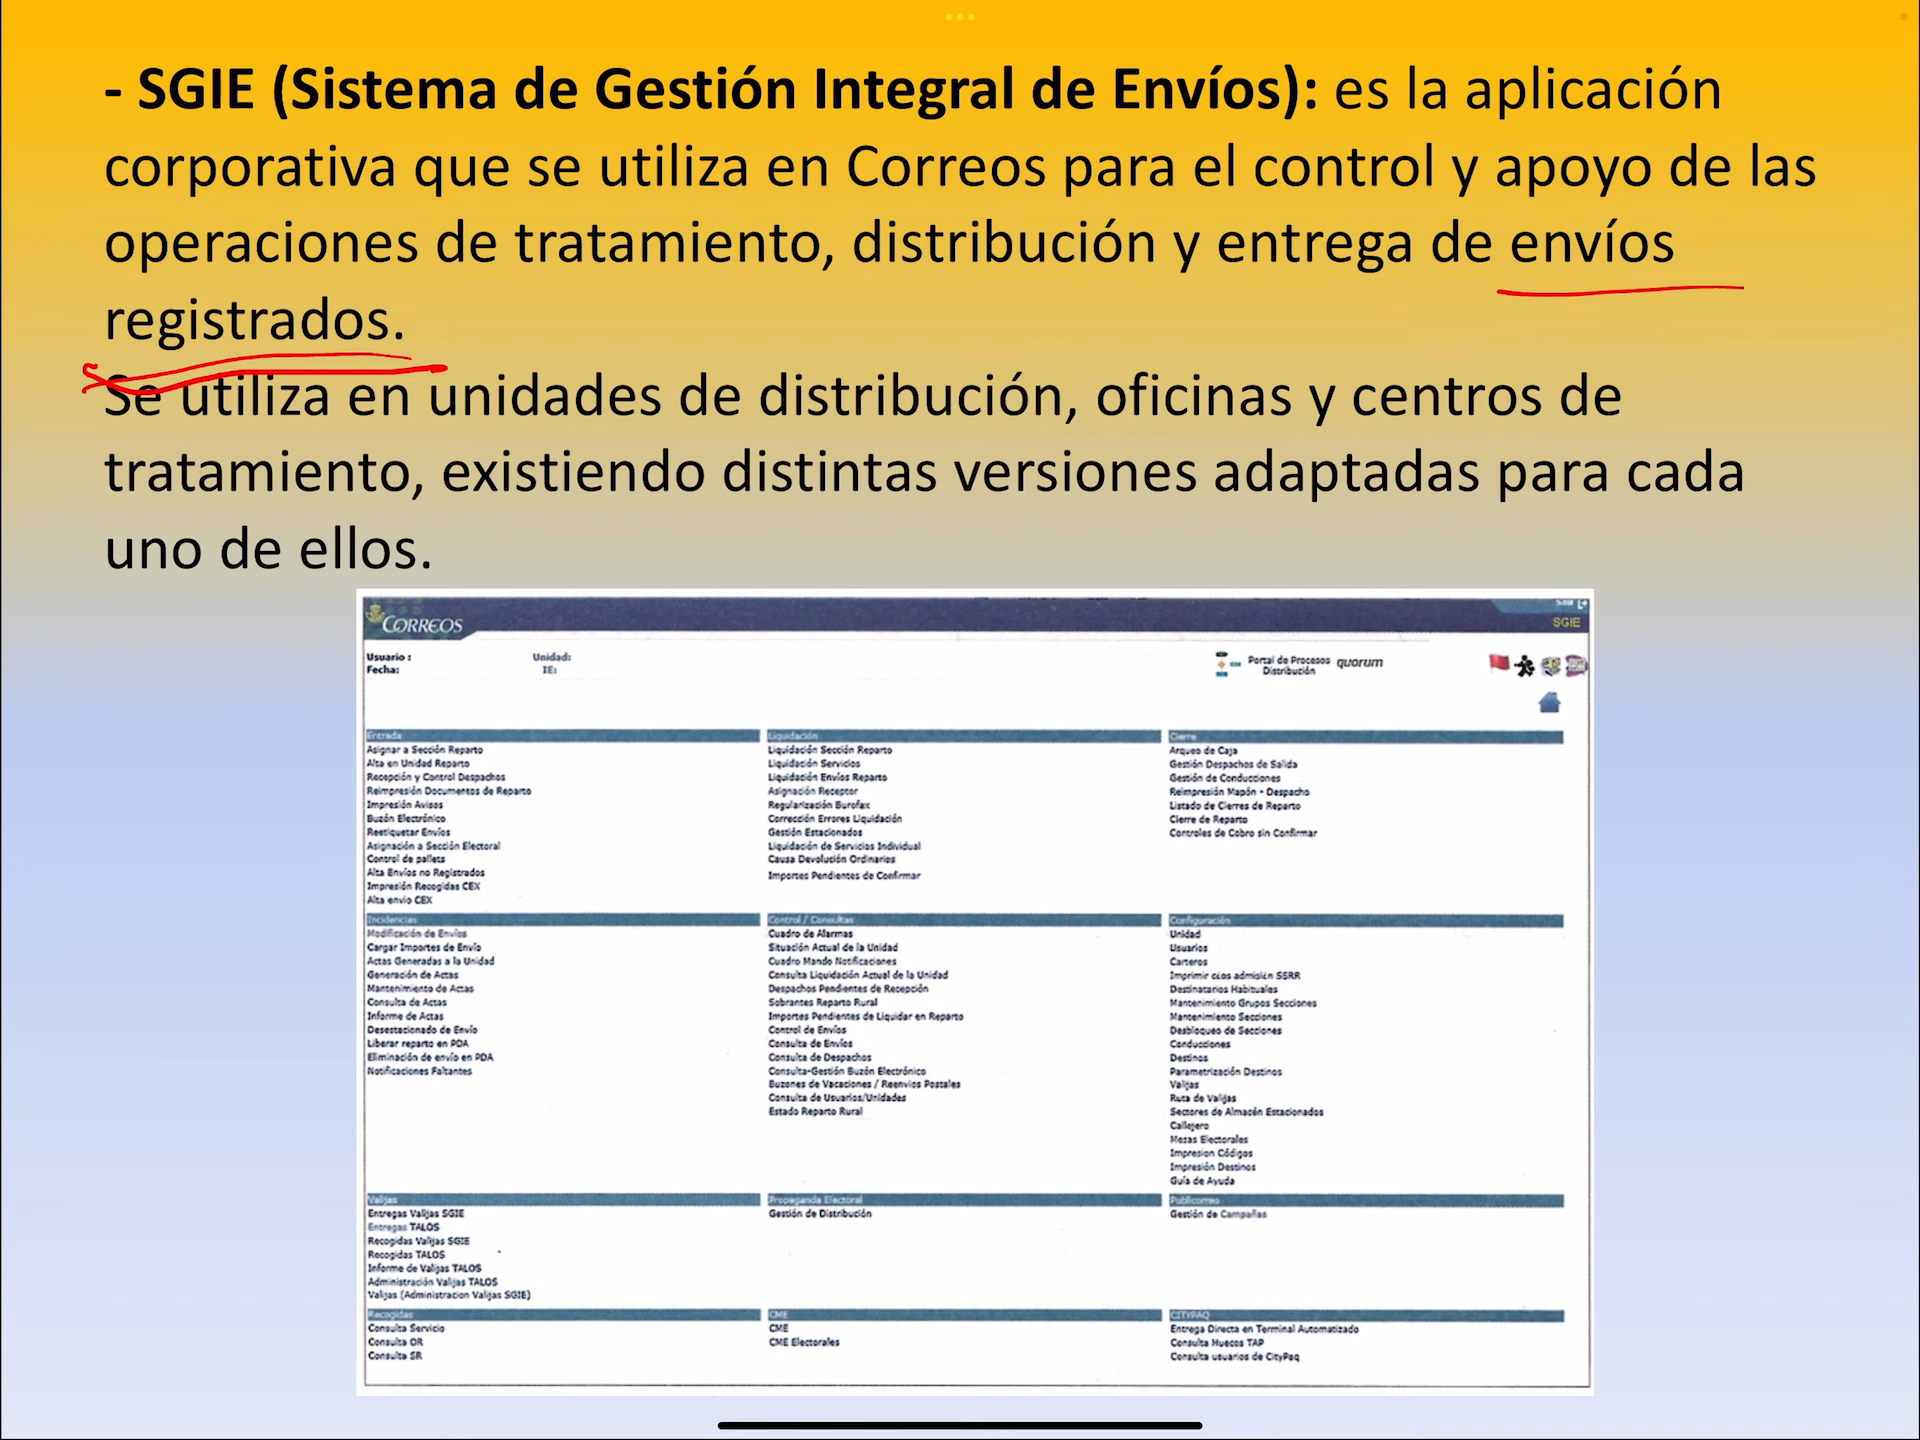 - SGIE (Sistema de Gestión Integral de Envíos): es la aplicación
corporativa que se utiliza en Correos para el control y apoyo de las
operaciones de tratamiento, distribución y entrega de envíos
registrados.
Se utiliza en unidades de distribución, oficinas y centros de
tratamiento, existiendo distintas versiones adaptadas para cada
uno de ellos.
CORREOS
SGIE
Usuario :
Unidad:
Fecha:
IE:
Portal de Procesos
Distribución
quorum
Entrada
Asignar a Sección Reparto
Alta en Unidad Reparto
Recepción y Control Despachos
Reimpresión Documentos de Reparto
Impresión Avisos
Buzón Electrónico
Reetiquetar Envíos
Asignación a Sección Electoral
Control de pallets
Alta Envíos no Registrados
Impresión Recogidas CEX
Alta envio CEX
Liquidación
Liquidación Sección Reparto
Liquidación Servicios
Liquidación Envíos Reparto
Asignación Receptor
Regularización Burofax
Corrección Errores Liquidación
Gestión Estacionados
Liquidación de Servicios Individual
Causa Devolución Ordinarios
Importes Pendientes de Confirmar
Cierre
Arqueo de Caja
Gestión Despachos de Salida
Gestión de Conducciones
Reimpresión Mapón - Despacho
Listado de Cierres de Reparto
Cierre de Reparto
Controles de Cobro sin Confirmar
Incidencias
Modificación de Envíos
Cargar Importes de Envío
Actas Generadas a la Unidad
Generación de Actas
Mantenimiento de Actas
Consulta de Actas
Informe de Actas
Desestacionado de Envío
Liberar reparto en PDA
Eliminación de envío en PDA
Notificaciones Faltantes
Control / Consultas
Cuadro de Alarmas
Situación Actual de la Unidad
Cuadro Mando Notificaciones
Consulta Liquidación Actual de la Unidad
Despachos Pendientes de Recepción
Sobrantes Reparto Rural
Importes Pendientes de Liquidar en Reparto
Control de Envíos
Consulta de Envíos
Consulta de Despachos
Consulta-Gestión Buzón Electrónico
Buzones de Vacaciones / Reenvios Postales
Consulta de Usuarios/Unidades
Estado Reparto Rural
Configuración
Unidad
Usuarios
Carteros
Imprimir admisión SSRR
Destinatarios Habituales
Mantenimiento Grupos Secciones
Mantenimiento Secciones
Desbloqueo de Secciones
Conducciones
Destinos
Parametrización Destinos
Valijas
Ruta de Valijas
Sectores de Almacén Estacionados
Callejero
Mesas Electorales
Impresion Códigos
Impresión Destinos
Guía de Ayuda
Valijas
Entregas Valijas SGIE
Entregas TALOS
Recogidas Valijas SGIE
Recogidas TALOS
Informe de Valijas TALOS
Administración Valijas TALOS
Valijas (Administracion Valijas SGIE)
Propaganda Electoral
Gestión de Distribución
Publicorreo
Gestión de Campañas
Recogidas
Consulta Servicio
Consulta OR
Consulta SR
CME
CME
CME Electorales
CITYPAQ
Entrega Directa en Terminal Automatizado
Consulta Huecos TAP
Consulta usuarios de CityPaq